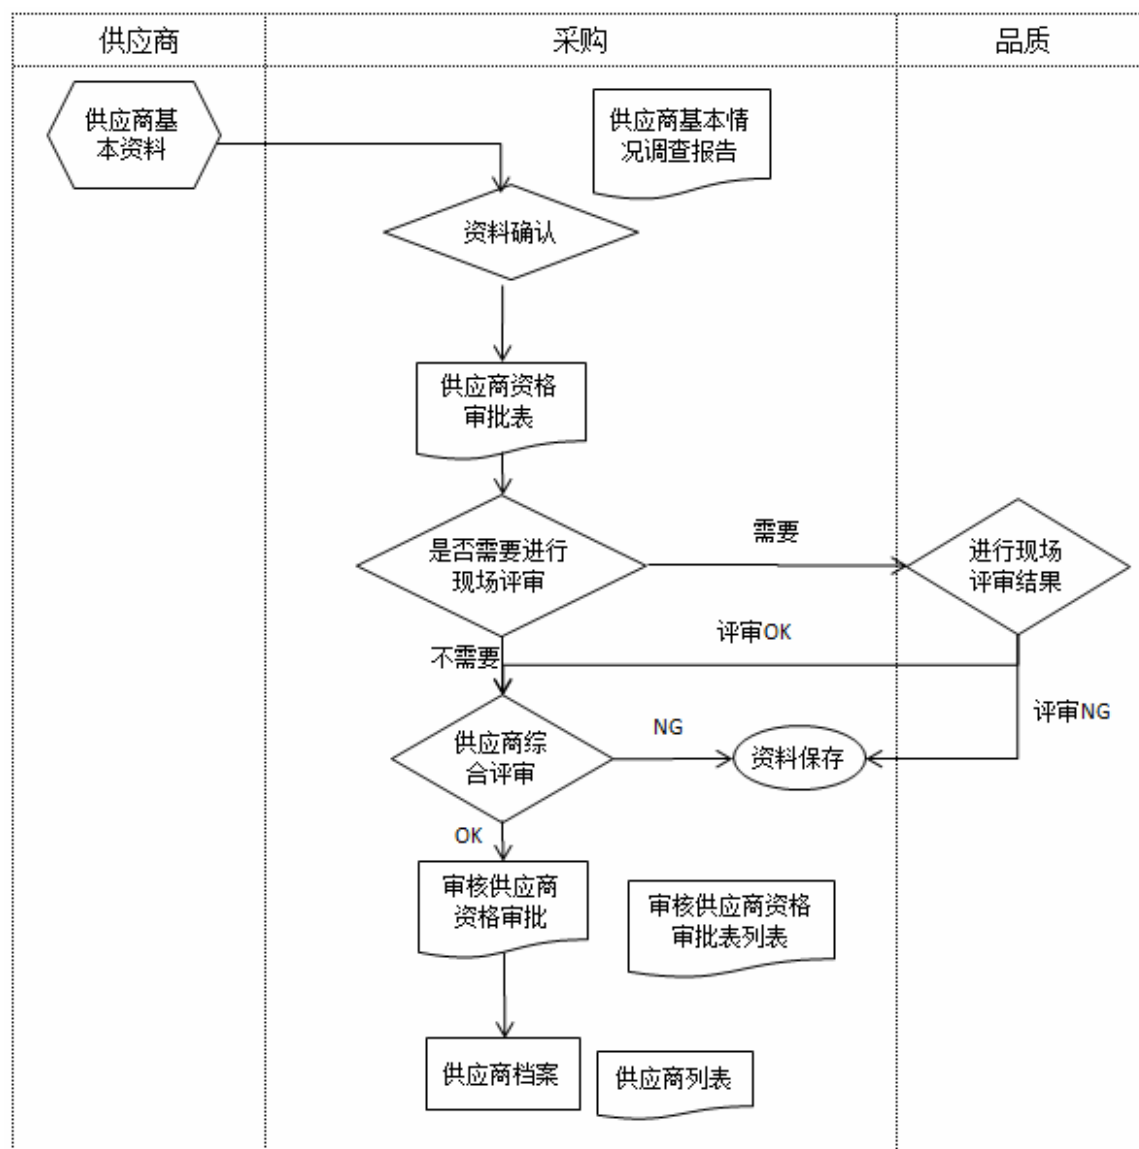 供应商
采购
品质
供应商基
本资料
供应商基本情
况调查报告
资料确认
供应商资格
审批表
是否需要进行
现场评审
需要
进行现场
评审结果
评审OK
不需要
评审NG
供应商综
合评审
NG
资料保存
OK
审核供应商
资格审批
审核供应商资格
审批表列表
供应商档案
供应商列表